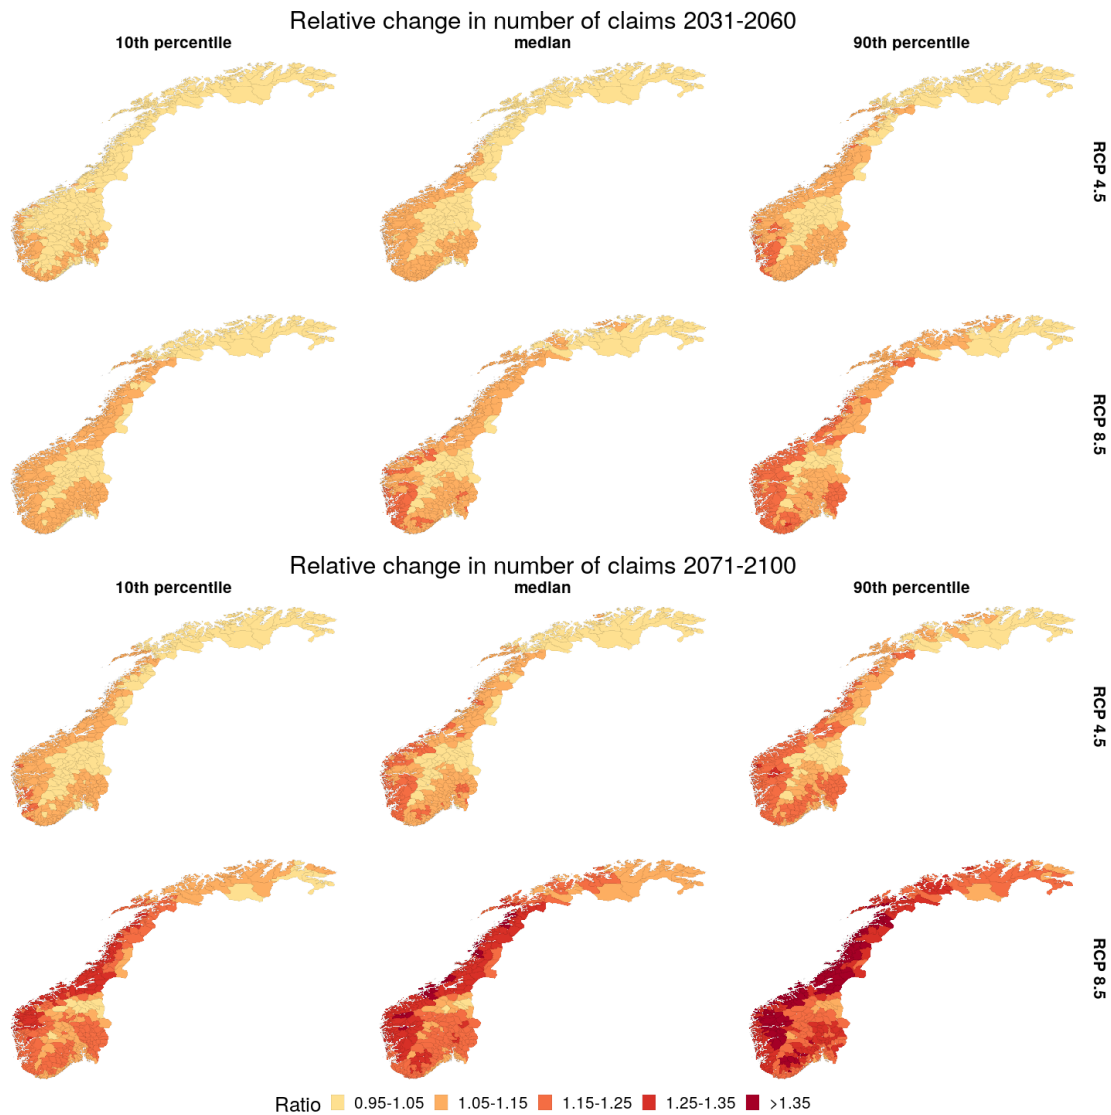 Relative change in number of claims 2031-2060
10th percentile
median
90th percentile
RCP 4.5
RCP 8.5
Relative change in number of claims 2071-2100
10th percentile
median
90th percentile
RCP 4.5
RCP 8.5
Ratio 0.95-1.05 1.05-1.15 1.15-1.25 1.25-1.35 >1.35